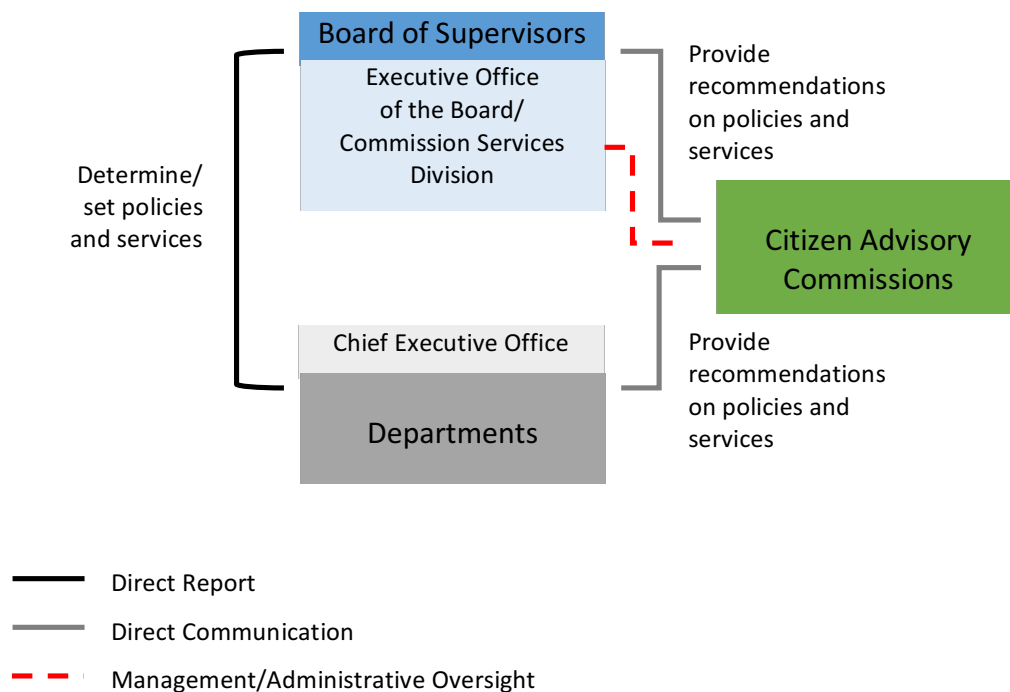 Board of Supervisors
Executive Office
of the Board/
Commission Services
Division
Provide
recommendations
on policies and
services
Determine/
set policies
and services
Citizen Advisory
Commissions
Chief Executive Office
Departments
Provide
recommendations
on policies and
services
Direct Report
Direct Communication
Management/Administrative Oversight